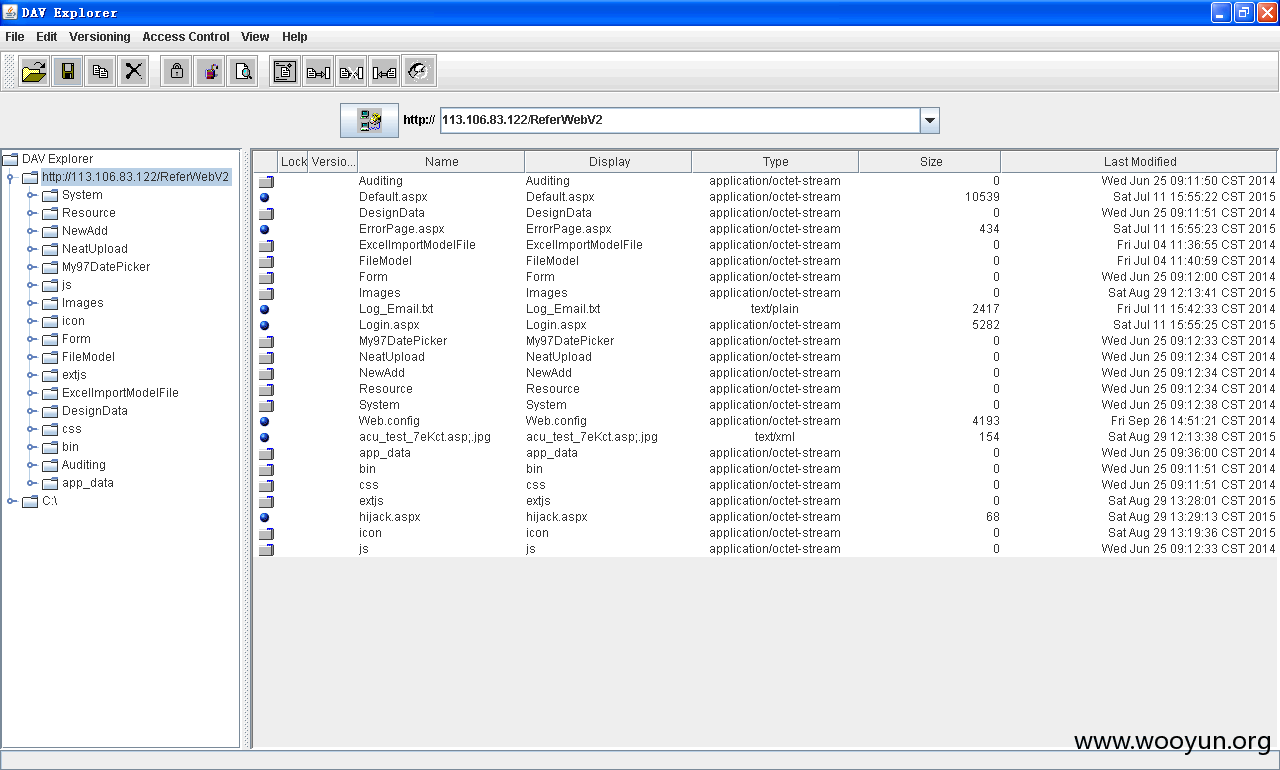 DAV Explorer
File Edit Versioning Access Control View Help
http:// 113.106.83.122/ReferWebV2
DAV Explorer
http://113.106.83.122/ReferWebV2
System
Resource
NewAdd
NeatUpload
My97DatePicker
js
Images
icon
Form
FileModel
extjs
ExcelImportModelFile
DesignData
css
bin
Auditing
app_data
C:\
Lock Versio... Name Display Type Size Last Modified
Auditing Auditing application/octet-stream 0 Wed Jun 25 09:11:50 CST 2014
Default.aspx Default.aspx application/octet-stream 9539 Sat Jul 11 15:55:22 CST 2015
DesignData DesignData application/octet-stream 0 Wed Jun 25 09:11:51 CST 2014
ErrorPage.aspx ErrorPage.aspx application/octet-stream 434 Sat Jul 11 15:55:23 CST 2015
ExcelImportModelFile ExcelImportModelFile application/octet-stream 0 Fri Jul 04 11:36:55 CST 2014
FileModel FileModel application/octet-stream 0 Fri Jul 04 11:40:59 CST 2014
Form Form application/octet-stream 0 Wed Jun 25 09:12:00 CST 2014
Images Images application/octet-stream 0 Sat Aug 29 12:13:41 CST 2015
Log_Email.txt Log_Email.txt text/plain 2417 Fri Jul 11 15:42:33 CST 2014
Login.aspx Login.aspx application/octet-stream 5282 Sat Jul 11 15:55:25 CST 2015
My97DatePicker My97DatePicker application/octet-stream 0 Wed Jun 25 09:12:33 CST 2014
NeatUpload NeatUpload application/octet-stream 0 Wed Jun 25 09:12:34 CST 2014
NewAdd NewAdd application/octet-stream 0 Wed Jun 25 09:12:34 CST 2014
Resource Resource application/octet-stream 0 Wed Jun 25 09:12:34 CST 2014
System System application/octet-stream 0 Wed Jun 25 09:12:38 CST 2014
Web.config Web.config application/octet-stream 4193 Fri Sep 26 14:51:21 CST 2014
acu_test_7eKct.asp;.jpg acu_test_7eKct.asp;.jpg text/xml 154 Sat Aug 29 12:13:38 CST 2015
app_data app_data application/octet-stream 0 Wed Jun 25 09:36:00 CST 2014
bin bin application/octet-stream 0 Wed Jun 25 09:11:51 CST 2014
css css application/octet-stream 0 Wed Jun 25 09:11:51 CST 2014
extjs extjs application/octet-stream 0 Sat Aug 29 13:28:01 CST 2015
hijack.aspx hijack.aspx application/octet-stream 68 Sat Aug 29 13:29:13 CST 2015
icon icon application/octet-stream 0 Sat Aug 29 13:19:36 CST 2015
js js application/octet-stream 0 Wed Jun 25 09:12:33 CST 2014
www.wooyun.org